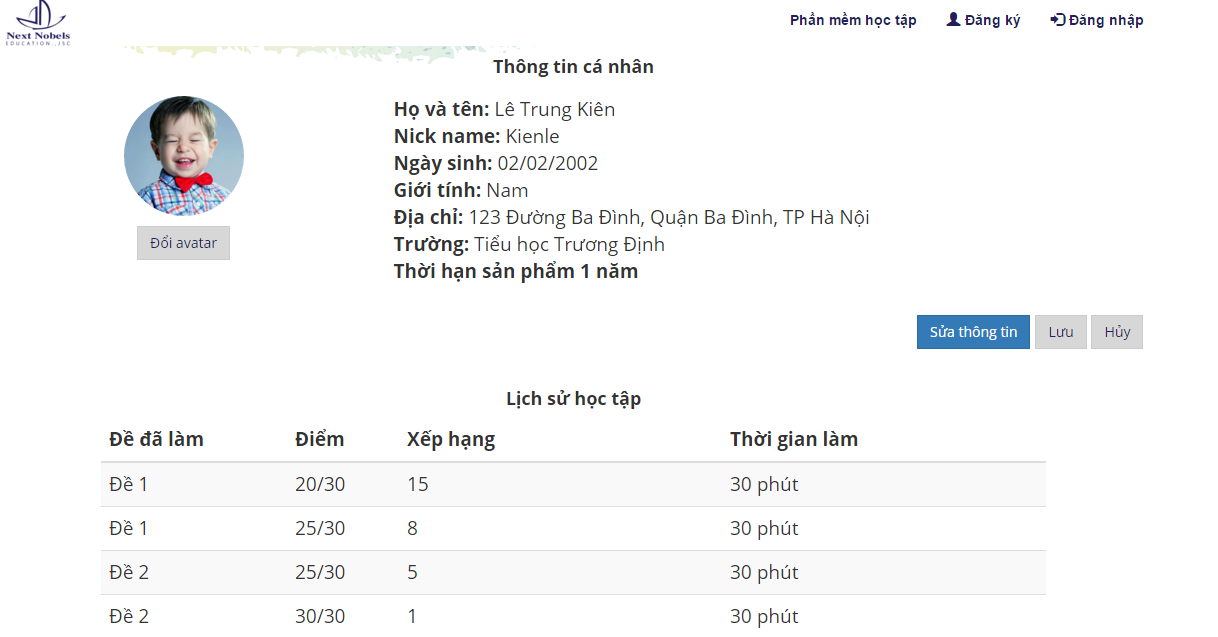 Next Nobels
EDUCATION.,JSC
Phần mềm học tập Đăng ký Đăng nhập
Thông tin cá nhân
Họ và tên: Lê Trung Kiên
Nick name: Kienle
Ngày sinh: 02/02/2002
Giới tính: Nam
Địa chỉ: 123 Đường Ba Đình, Quận Ba Đình, TP Hà Nội
Trường: Tiểu học Trương Định
Thời hạn sản phẩm 1 năm
Đổi avatar
Sửa thông tin Lưu Hủy
Lịch sử học tập
Đề đã làm Điểm Xếp hạng Thời gian làm
Đề 1 20/30 15 30 phút
Đề 1 25/30 8 30 phút
Đề 2 25/30 5 30 phút
Đề 2 30/30 1 30 phút